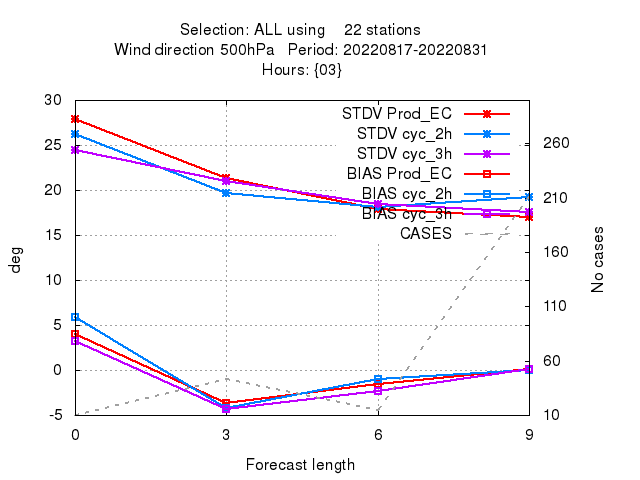 Selection: ALL using    22 stations
Wind direction 500hPa   Period: 20220817-20220831
Hours: {03}
30
25
20
15
10
5
0
-5
deg
STDV Prod_EC
STDV cyc_2h
STDV cyc_3h
BIAS Prod_EC
BIAS cyc_2h
BIAS cyc_3h
CASES
260
210
160
110
60
10
No cases
0 3 6 9
Forecast length